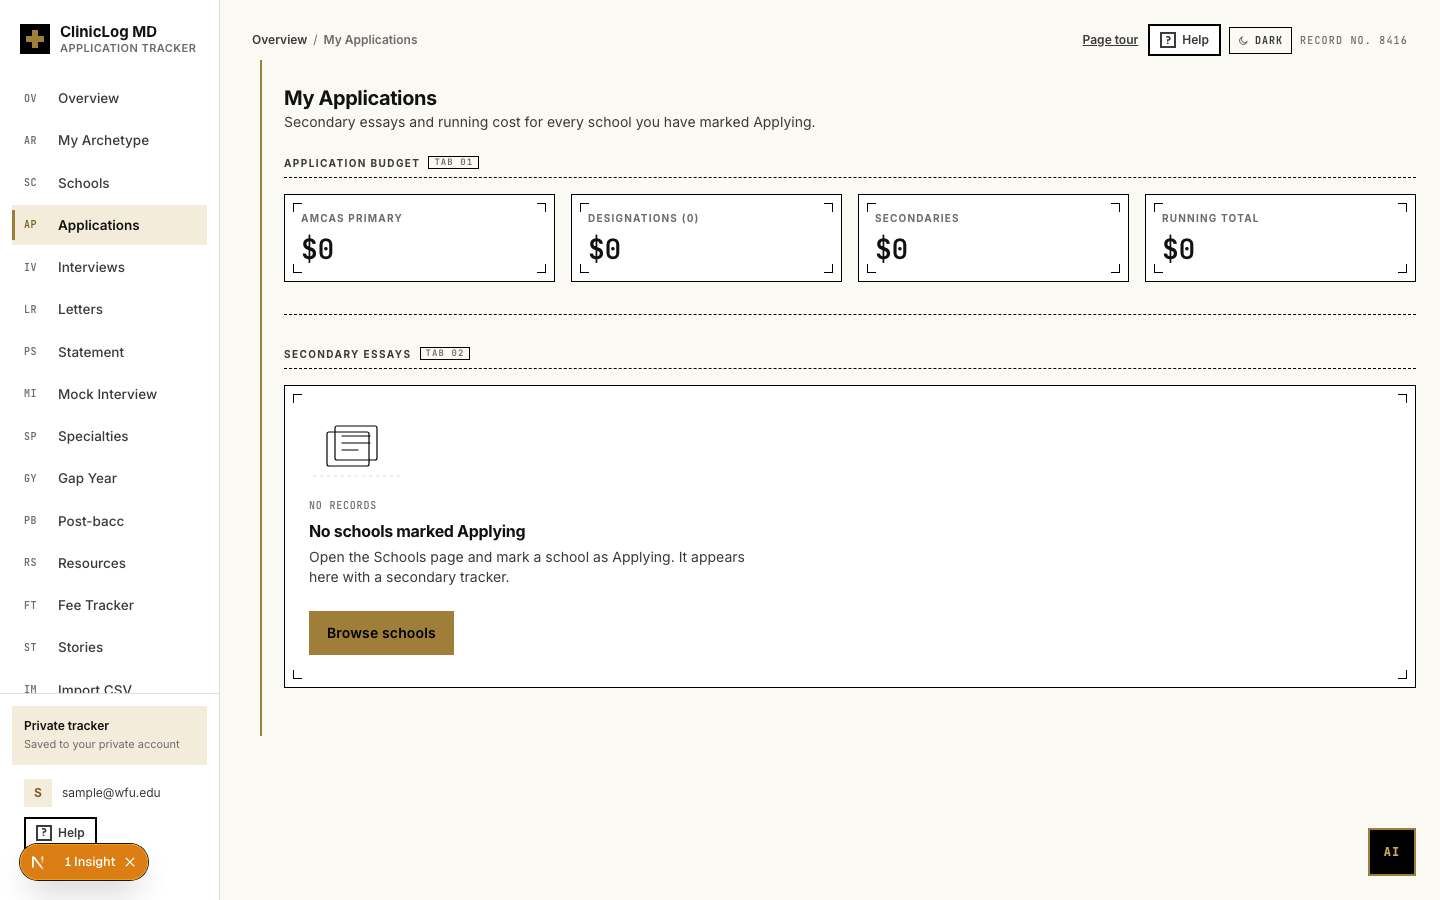 ClinicLog MD
APPLICATION TRACKER
OV Overview
AR My Archetype
SC Schools
AP Applications
IV Interviews
LR Letters
PS Statement
MI Mock Interview
SP Specialties
GY Gap Year
PB Post-bacc
RS Resources
FT Fee Tracker
ST Stories
IM Import CSV
Private tracker
Saved to your private account
S sample@wfu.edu
? Help
N 1 Insight
Overview / My Applications
Page tour
? Help
DARK
RECORD NO. 8416
My Applications
Secondary essays and running cost for every school you have marked Applying.
APPLICATION BUDGET TAB 01
AMCAS PRIMARY
$0
DESIGNATIONS (0)
$0
SECONDARIES
$0
RUNNING TOTAL
$0
SECONDARY ESSAYS TAB 02
NO RECORDS
No schools marked Applying
Open the Schools page and mark a school as Applying. It appears
here with a secondary tracker.
Browse schools
AI